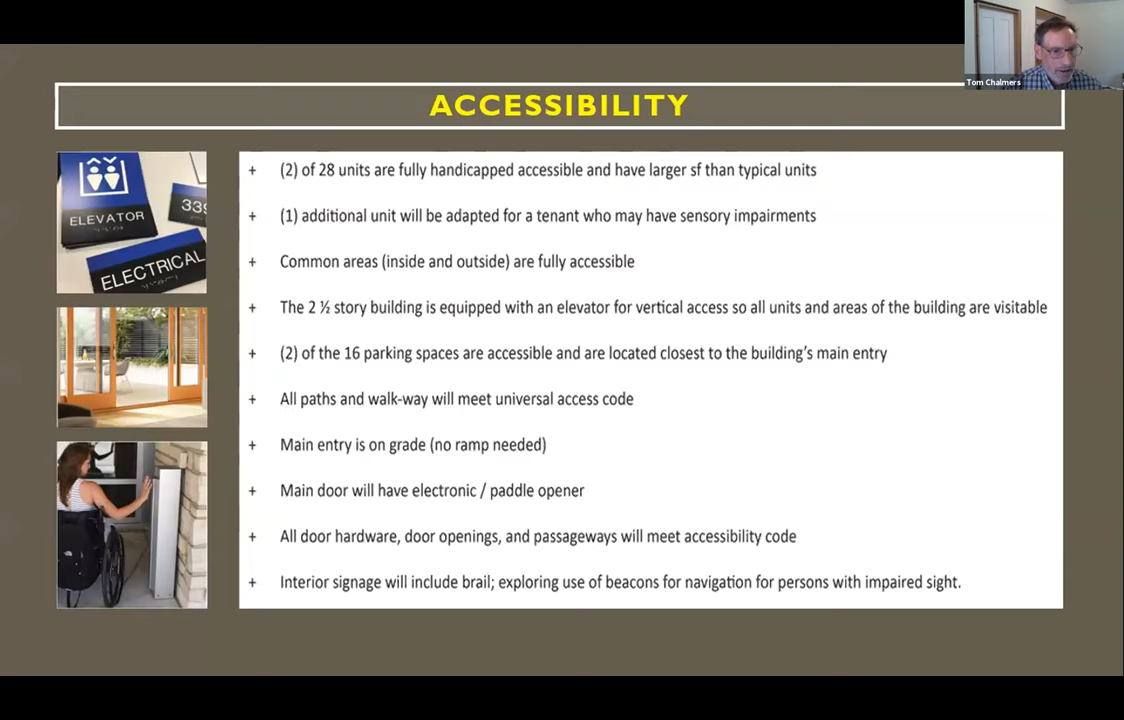 Tom Chalmers
ACCESSIBILITY
ELEVATOR
339
ELECTRICAL
+ (2) of 28 units are fully handicapped accessible and have larger sf than typical units
+ (1) additional unit will be adapted for a tenant who may have sensory impairments
+ Common areas (inside and outside) are fully accessible
+ The 2 ½ story building is equipped with an elevator for vertical access so all units and areas of the building are visitable
+ (2) of the 16 parking spaces are accessible and are located closest to the building's main entry
+ All paths and walk-way will meet universal access code
+ Main entry is on grade (no ramp needed)
+ Main door will have electronic / paddle opener
+ All door hardware, door openings, and passageways will meet accessibility code
+ Interior signage will include brail; exploring use of beacons for navigation for persons with impaired sight.